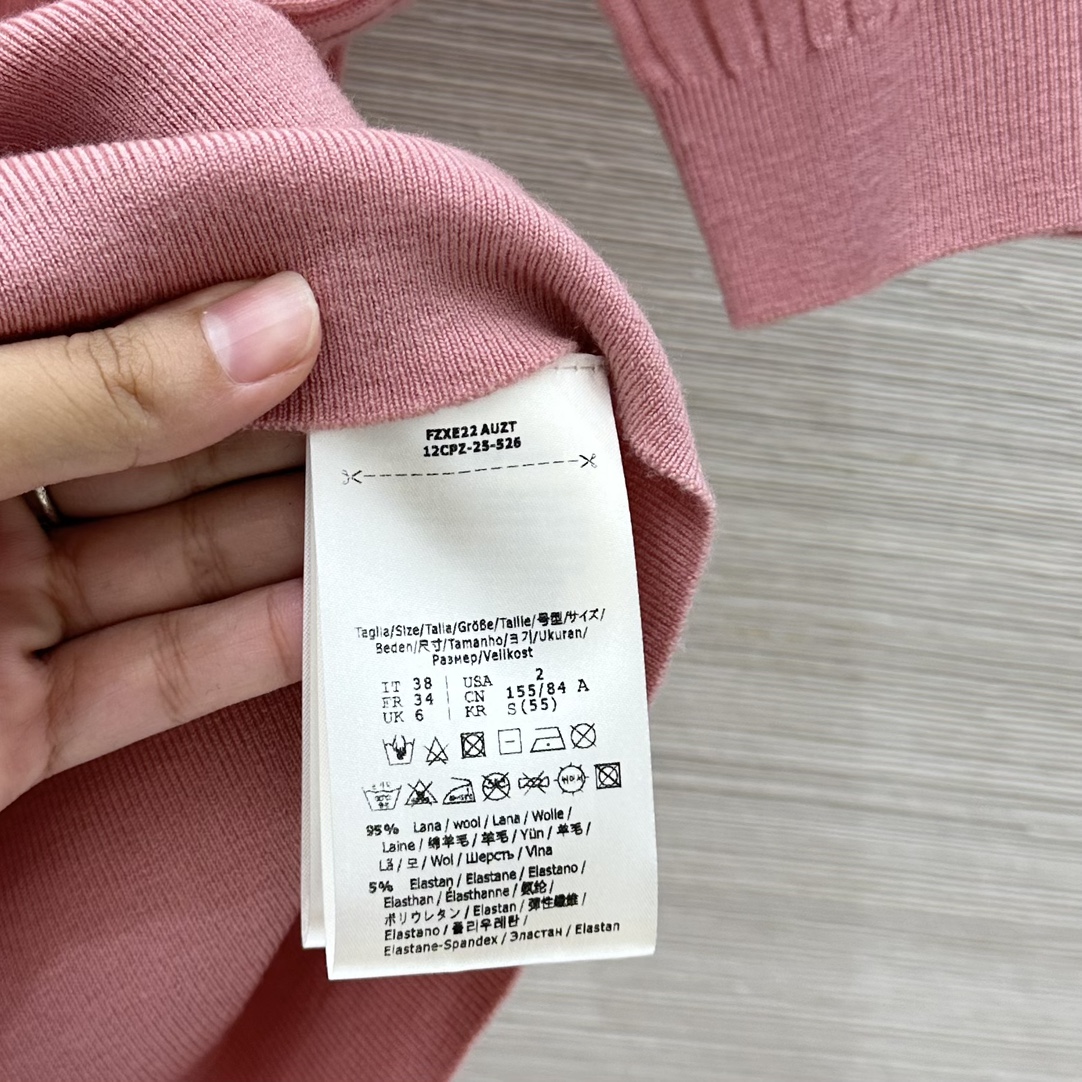 FZXE22 AUZT
12CPZ-25-526
Taglia/Size/Talla/Größe/Taille/号型/サイズ/
Beden/尺寸/Tamanho/크기/Ukuran/
Размер/Velikost
IT 38 | USA 2
FR 34 | CN 155/84 A
UK 6 | KR S(55)
95% Lana / wool / Lana / Wolle /
Laine / 绵羊毛 / 羊毛 / Yün / 羊毛 /
Lã / 모 / Wol / Шерсть / Vlna
5% Elastan / Elastane / Elastano /
Elasthan / Élasthanne / 氨纶 /
ポリウレタン / Elastan / 彈性纖維 /
Elastano / 폴리우레탄 /
Elastane-Spandex / Эластан / Elastan